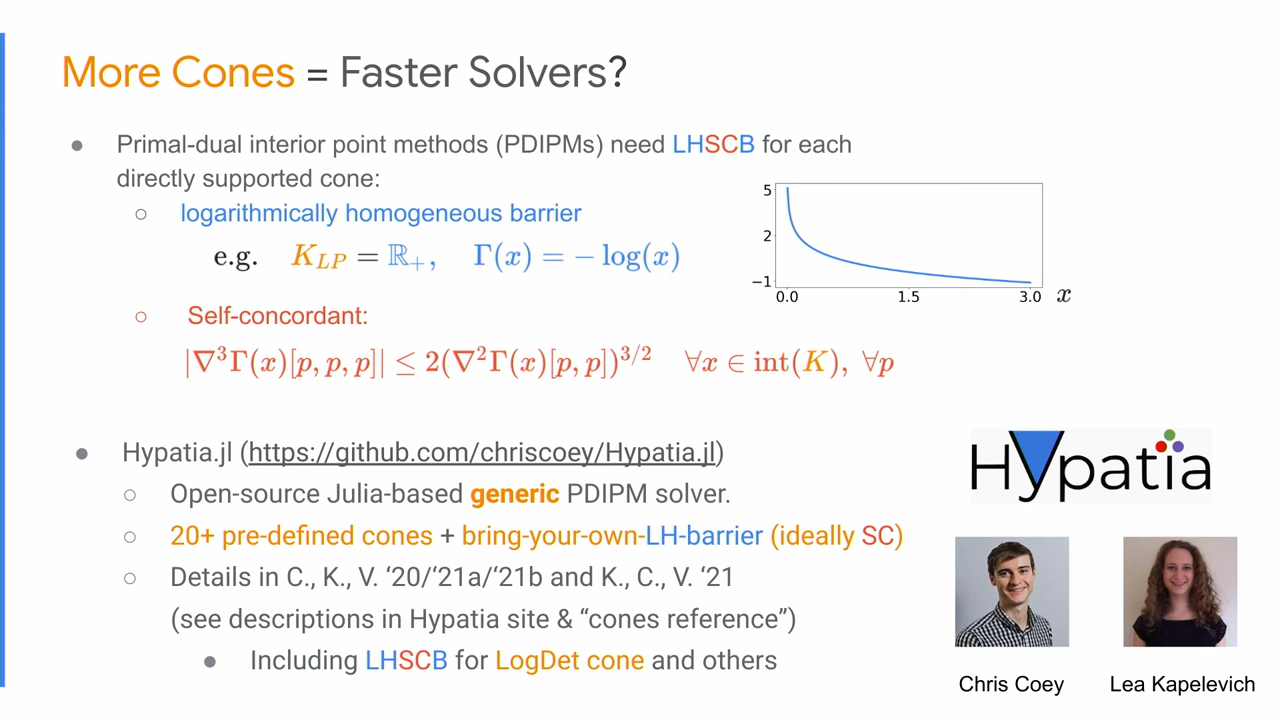 More Cones = Faster Solvers?
● Primal-dual interior point methods (PDIPMs) need LHSCB for each
directly supported cone:
○ logarithmically homogeneous barrier
e.g. K_{LP} = ℝ_+, Γ(x) = − log(x)
5
2
−1
0.0 1.5 3.0 x
○ Self-concordant:
|∇³Γ(x)[p, p, p]| ≤ 2(∇²Γ(x)[p, p])^{3/2} ∀x ∈ int(K), ∀p
● Hypatia.jl (https://github.com/chriscoey/Hypatia.jl)
○ Open-source Julia-based generic PDIPM solver.
○ 20+ pre-defined cones + bring-your-own-LH-barrier (ideally SC)
○ Details in C., K., V. ‘20/‘21a/‘21b and K., C., V. ‘21
(see descriptions in Hypatia site & “cones reference”)
● Including LHSCB for LogDet cone and others
Hypatia
Chris Coey
Lea Kapelevich